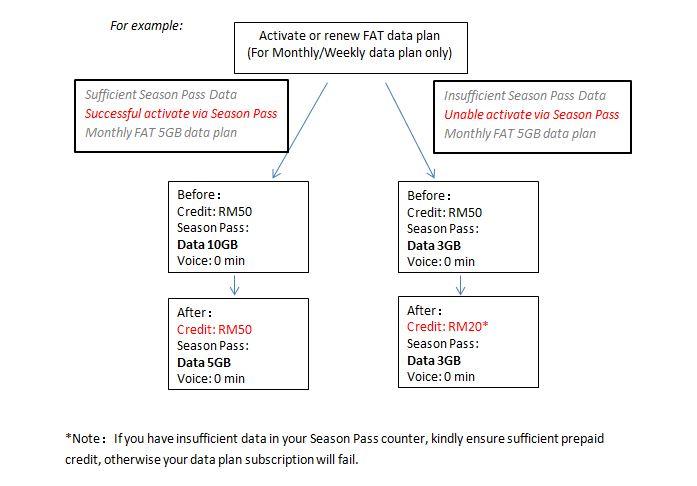 For example:
Activate or renew FAT data plan
(For Monthly/Weekly data plan only)
Sufficient Season Pass Data
Successful activate via Season Pass
Monthly FAT 5GB data plan
Insufficient Season Pass Data
Unable activate via Season Pass
Monthly FAT 5GB data plan
Before：
Credit: RM50
Season Pass:
Data 10GB
Voice: 0 min
Before：
Credit: RM50
Season Pass:
Data 3GB
Voice: 0 min
After：
Credit: RM50
Season Pass:
Data 5GB
Voice: 0 min
After：
Credit: RM20*
Season Pass:
Data 3GB
Voice: 0 min
*Note：If you have insufficient data in your Season Pass counter, kindly ensure sufficient prepaid
credit, otherwise your data plan subscription will fail.